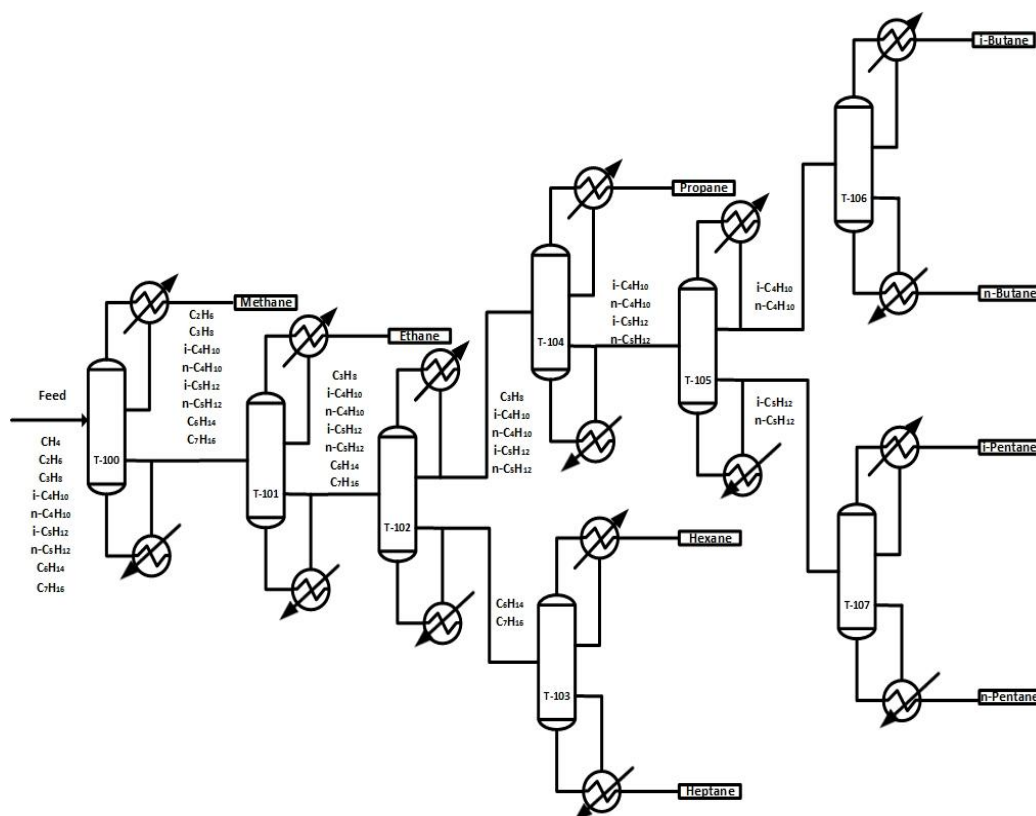 Feed
CH4
C2H6
C3H8
i-C4H10
n-C4H10
i-C5H12
n-C5H12
C6H14
C7H16
T-100
Methane
C2H6
C3H8
i-C4H10
n-C4H10
i-C5H12
n-C5H12
C6H14
C7H16
T-101
Ethane
C3H8
i-C4H10
n-C4H10
i-C5H12
n-C5H12
C6H14
C7H16
T-102
C3H8
i-C4H10
n-C4H10
i-C5H12
n-C5H12
C6H14
C7H16
T-103
Hexane
Heptane
T-104
Propane
i-C4H10
n-C4H10
i-C5H12
n-C5H12
T-105
i-C4H10
n-C4H10
i-C5H12
n-C5H12
T-106
i-Butane
n-Butane
T-107
i-Pentane
n-Pentane